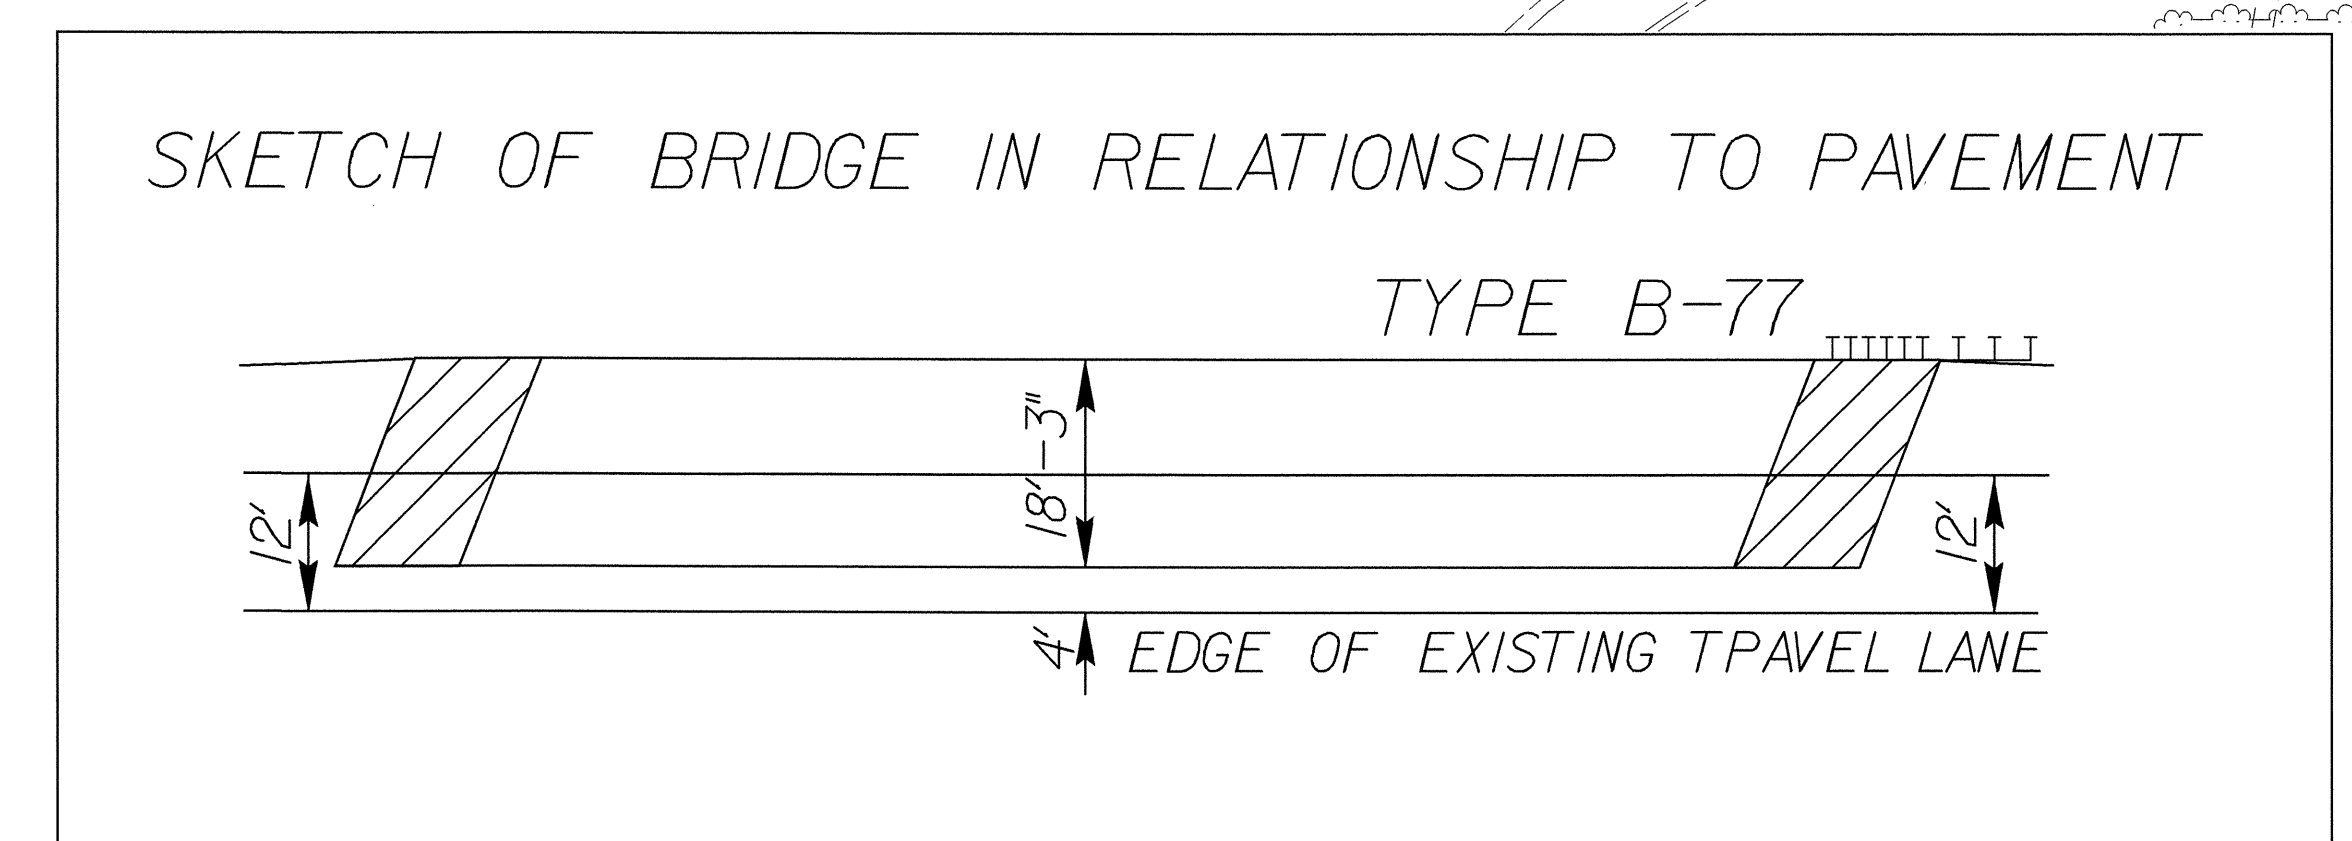 SKETCH OF BRIDGE IN RELATIONSHIP TO PAVEMENT
TYPE B-77
18'-3"
12'
12'
4'
EDGE OF EXISTING TPAVEL LANE